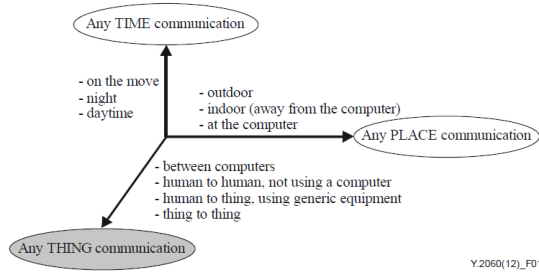 Any TIME communication
- on the move
- night
- daytime
- outdoor
- indoor (away from the computer)
- at the computer
Any PLACE communication
- between computers
- human to human, not using a computer
- human to thing, using generic equipment
- thing to thing
Any THING communication
Y.2060(12)_F01